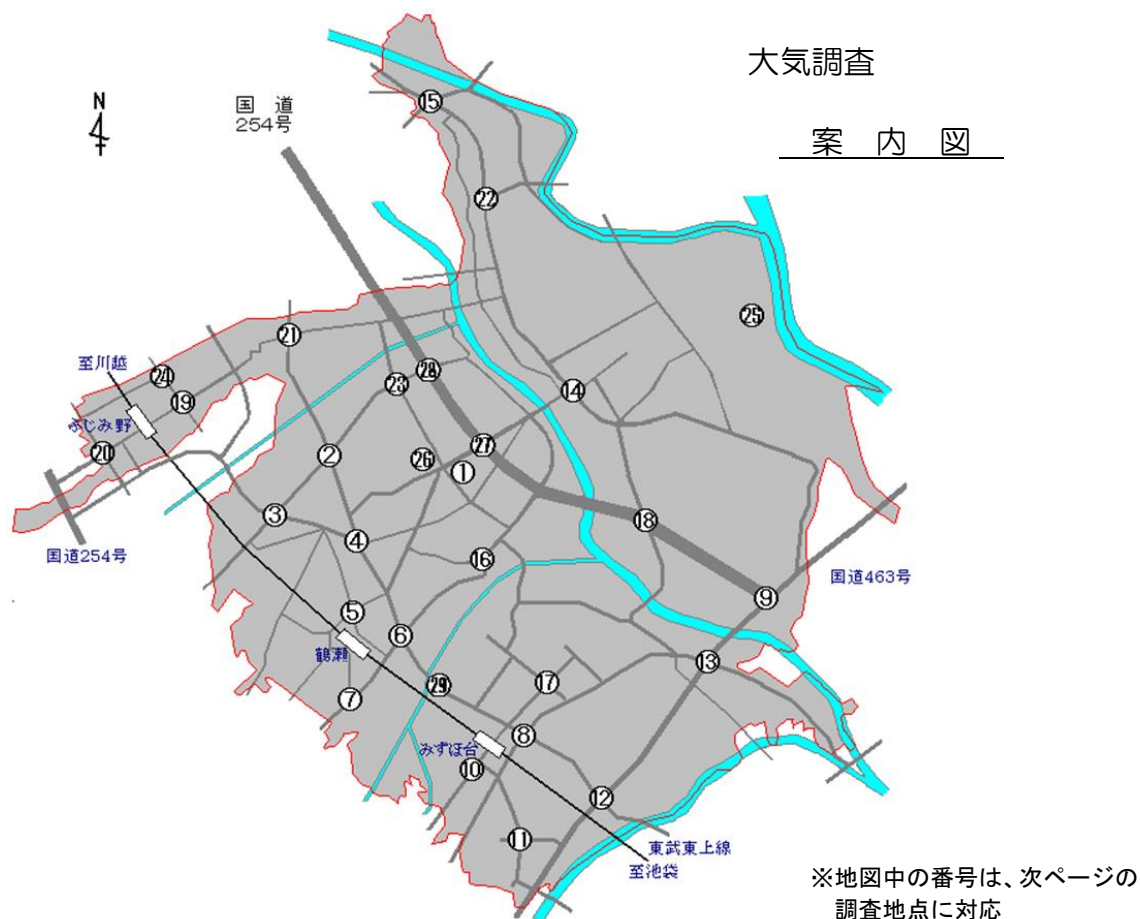 大気調査
案 内 図
N
国 道
254号
⑮
㉒
㉕
㉑
至川越
㉔
⑲
ふじみ野
⑳
㉘
㉓
⑭
㉗
㉖
①
②
③
④
国道254号
⑱
⑯
国道463号
⑨
⑤
⑥
鶴瀬
⑬
⑦
㉙
⑰
⑧
みずほ台
⑩
⑫
⑪
東武東上線
至池袋
※地図中の番号は、次ページの
調査地点に対応